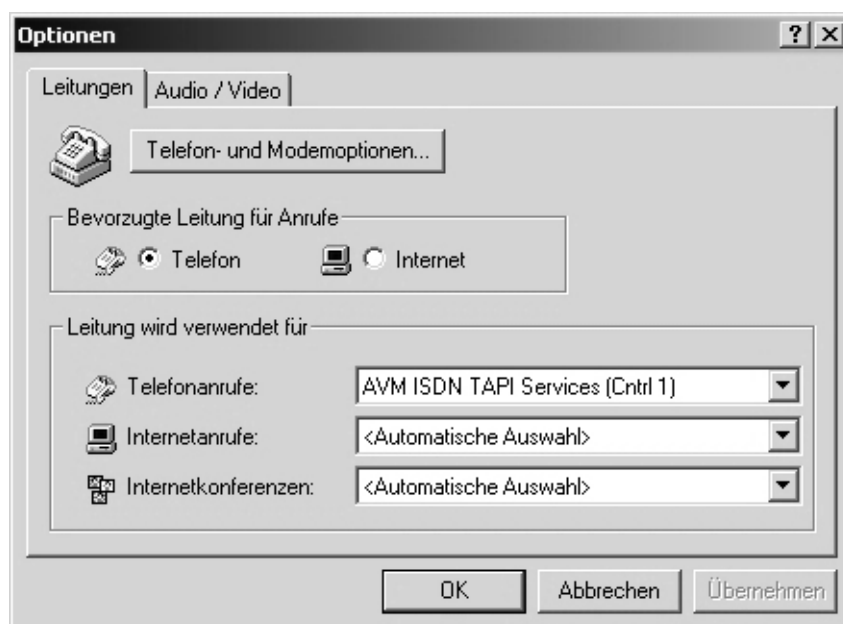 Optionen
Leitungen
Audio / Video
Telefon- und Modemoptionen...
Bevorzugte Leitung für Anrufe
Telefon
Internet
Leitung wird verwendet für
Telefonanrufe: AVM ISDN TAPI Services (Cntrl 1)
Internetanrufe: <Automatische Auswahl>
Internetkonferenzen: <Automatische Auswahl>
OK
Abbrechen
Übernehmen